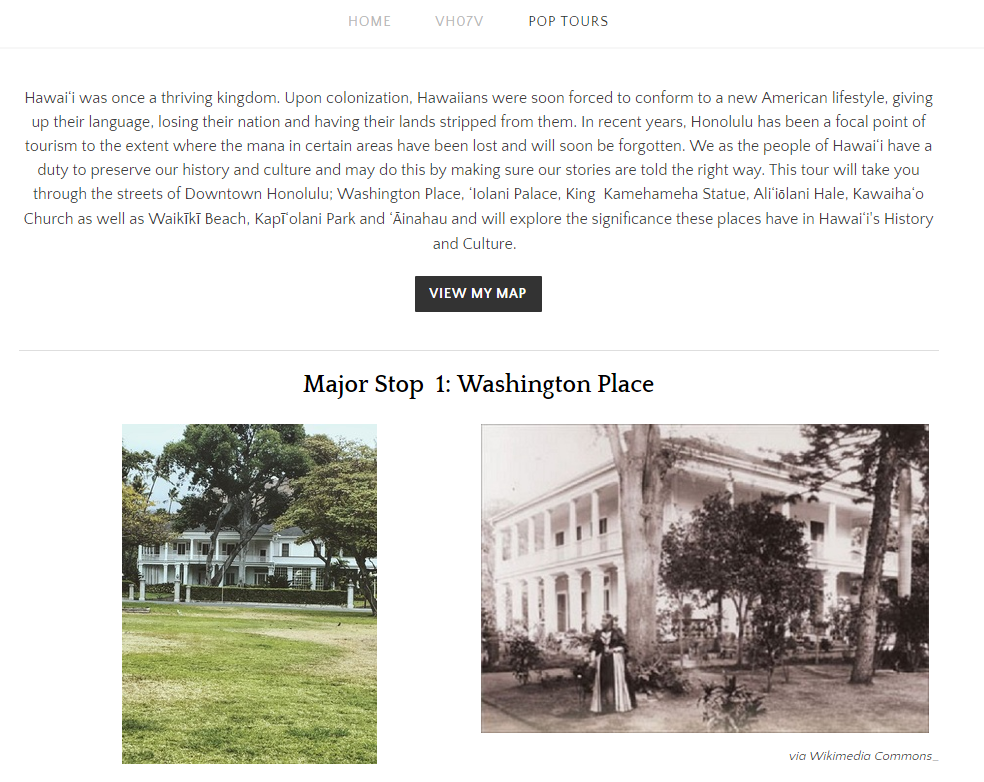 HOME VH07V POP TOURS
Hawaiʻi was once a thriving kingdom. Upon colonization, Hawaiians were soon forced to conform to a new American lifestyle, giving
up their language, losing their nation and having their lands stripped from them. In recent years, Honolulu has been a focal point of
tourism to the extent where the mana in certain areas have been lost and will soon be forgotten. We as the people of Hawaiʻi have a
duty to preserve our history and culture and may do this by making sure our stories are told the right way. This tour will take you
through the streets of Downtown Honolulu; Washington Place, ʻIolani Palace, King Kamehameha Statue, Aliʻiōlani Hale, Kawaihaʻo
Church as well as Waikīkī Beach, Kapīʻolani Park and ʻĀinahau and will explore the significance these places have in Hawaiʻi's History
and Culture.
VIEW MY MAP
Major Stop 1: Washington Place
via Wikimedia Commons_